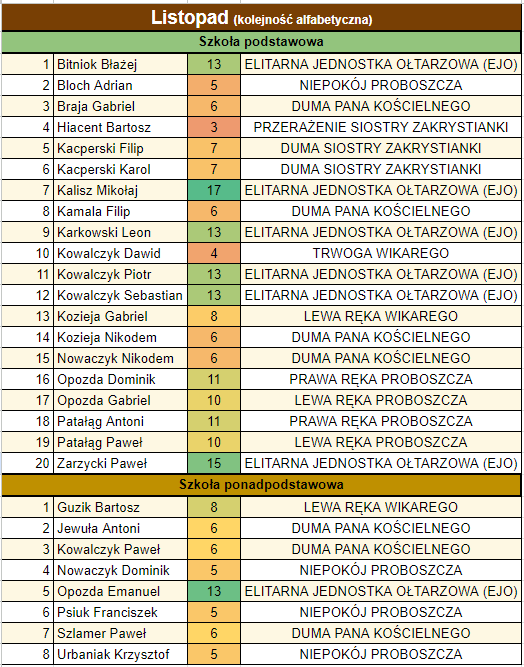 Listopad (kolejność alfabetyczna)
Szkoła podstawowa
1 Bitniok Błażej 13 ELITARNA JEDNOSTKA OŁTARZOWA (EJO)
2 Bloch Adrian 5 NIEPOKÓJ PROBOSZCZA
3 Braja Gabriel 6 DUMA PANA KOŚCIELNEGO
4 Hiacent Bartosz 3 PRZERAŻENIE SIOSTRY ZAKRYSTIANKI
5 Kacperski Filip 7 DUMA SIOSTRY ZAKRYSTIANKI
6 Kacperski Karol 7 DUMA SIOSTRY ZAKRYSTIANKI
7 Kalisz Mikołaj 17 ELITARNA JEDNOSTKA OŁTARZOWA (EJO)
8 Kamala Filip 6 DUMA PANA KOŚCIELNEGO
9 Karkowski Leon 13 ELITARNA JEDNOSTKA OŁTARZOWA (EJO)
10 Kowalczyk Dawid 4 TRWOGA WIKAREGO
11 Kowalczyk Piotr 13 ELITARNA JEDNOSTKA OŁTARZOWA (EJO)
12 Kowalczyk Sebastian 13 ELITARNA JEDNOSTKA OŁTARZOWA (EJO)
13 Kozieja Gabriel 8 LEWA RĘKA WIKAREGO
14 Kozieja Nikodem 6 DUMA PANA KOŚCIELNEGO
15 Nowaczyk Nikodem 6 DUMA PANA KOŚCIELNEGO
16 Opozda Dominik 11 PRAWA RĘKA PROBOSZCZA
17 Opozda Gabriel 10 LEWA RĘKA PROBOSZCZA
18 Patałąg Antoni 11 PRAWA RĘKA PROBOSZCZA
19 Patałąg Paweł 10 LEWA RĘKA PROBOSZCZA
20 Zarzycki Paweł 15 ELITARNA JEDNOSTKA OŁTARZOWA (EJO)
Szkoła ponadpodstawowa
1 Guzik Bartosz 8 LEWA RĘKA WIKAREGO
2 Jewuła Antoni 6 DUMA PANA KOŚCIELNEGO
3 Kowalczyk Paweł 6 DUMA PANA KOŚCIELNEGO
4 Nowaczyk Dominik 5 NIEPOKÓJ PROBOSZCZA
5 Opozda Emanuel 13 ELITARNA JEDNOSTKA OŁTARZOWA (EJO)
6 Psiuk Franciszek 5 NIEPOKÓJ PROBOSZCZA
7 Szlamer Paweł 6 DUMA PANA KOŚCIELNEGO
8 Urbaniak Krzysztof 5 NIEPOKÓJ PROBOSZCZA